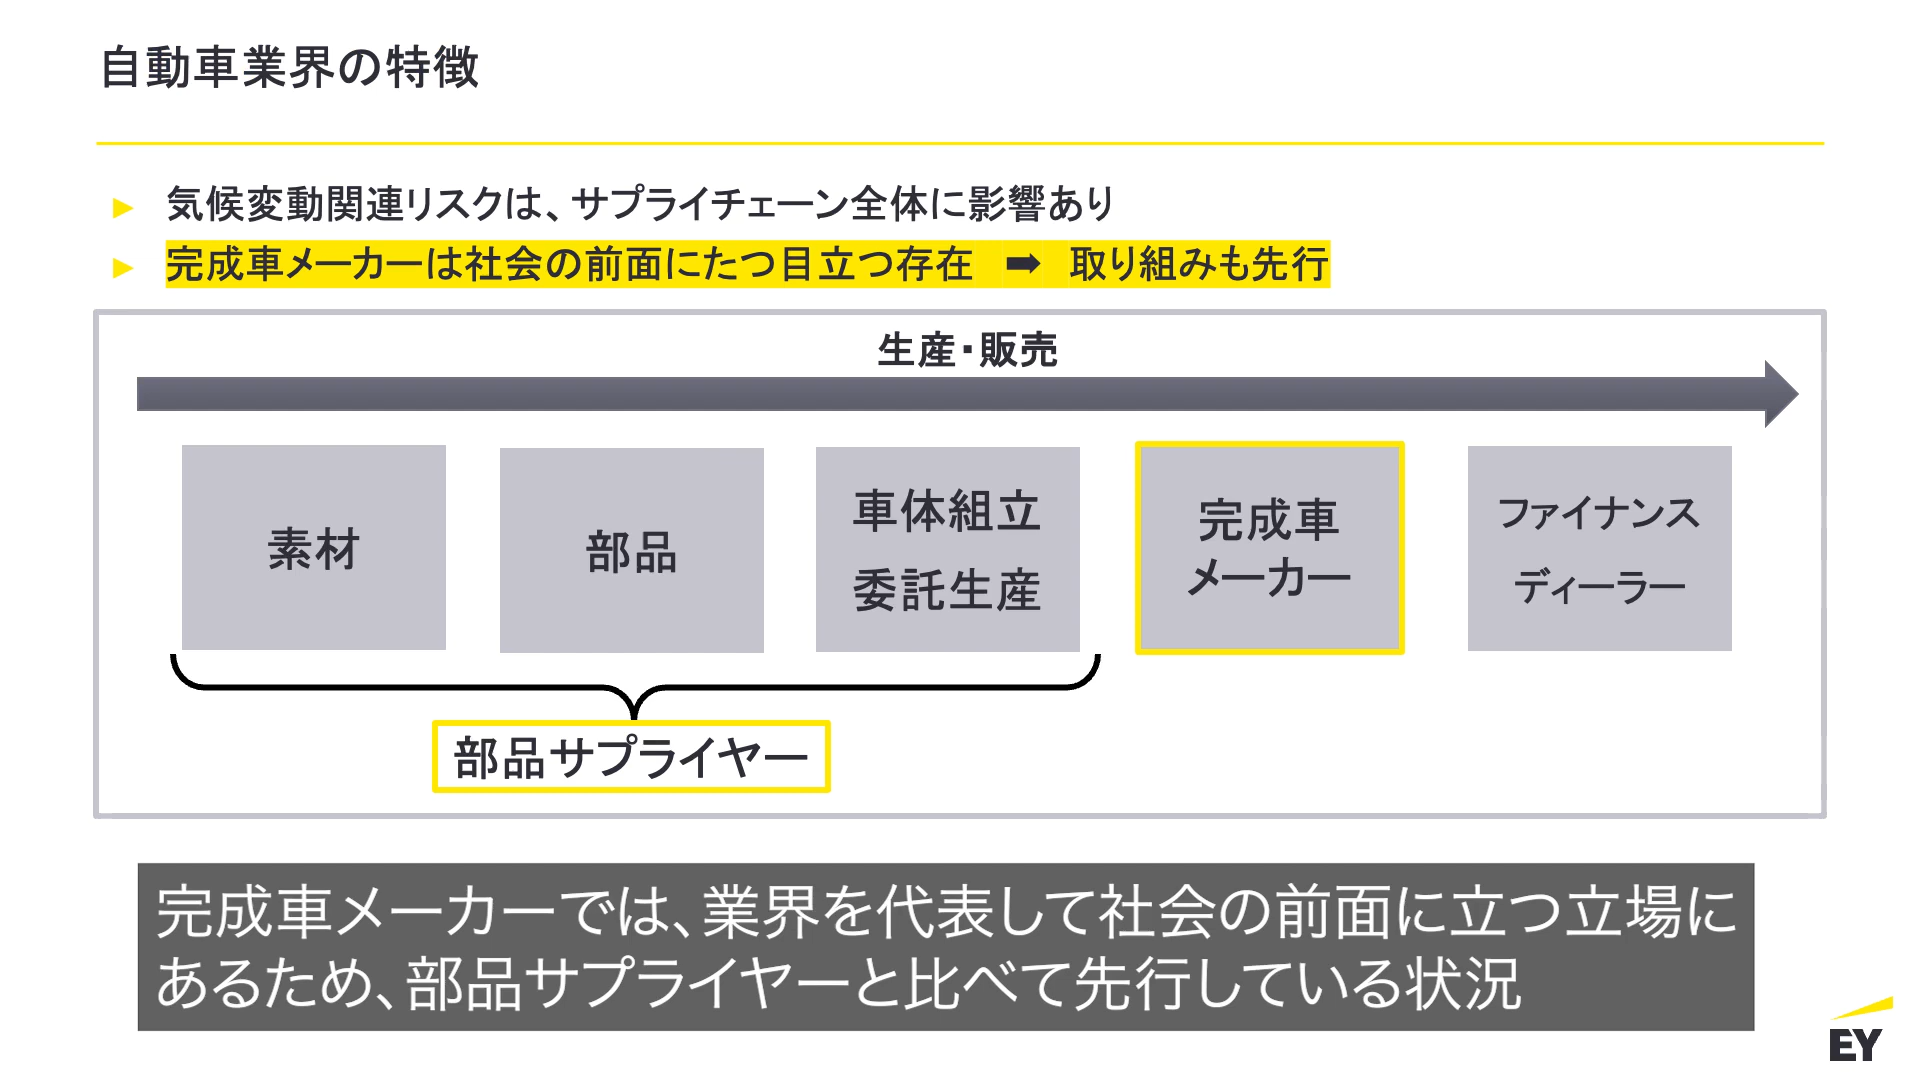 自動車業界の特徴
気候変動関連リスクは、サプライチェーン全体に影響あり
完成車メーカーは社会の前面にたつ目立つ存在 ➡ 取り組みも先行
生産・販売
素材
部品
車体組立
委託生産
完成車
メーカー
ファイナンス
ディーラー
部品サプライヤー
完成車メーカーでは、業界を代表して社会の前面に立つ立場に
あるため、部品サプライヤーと比べて先行している状況
EY